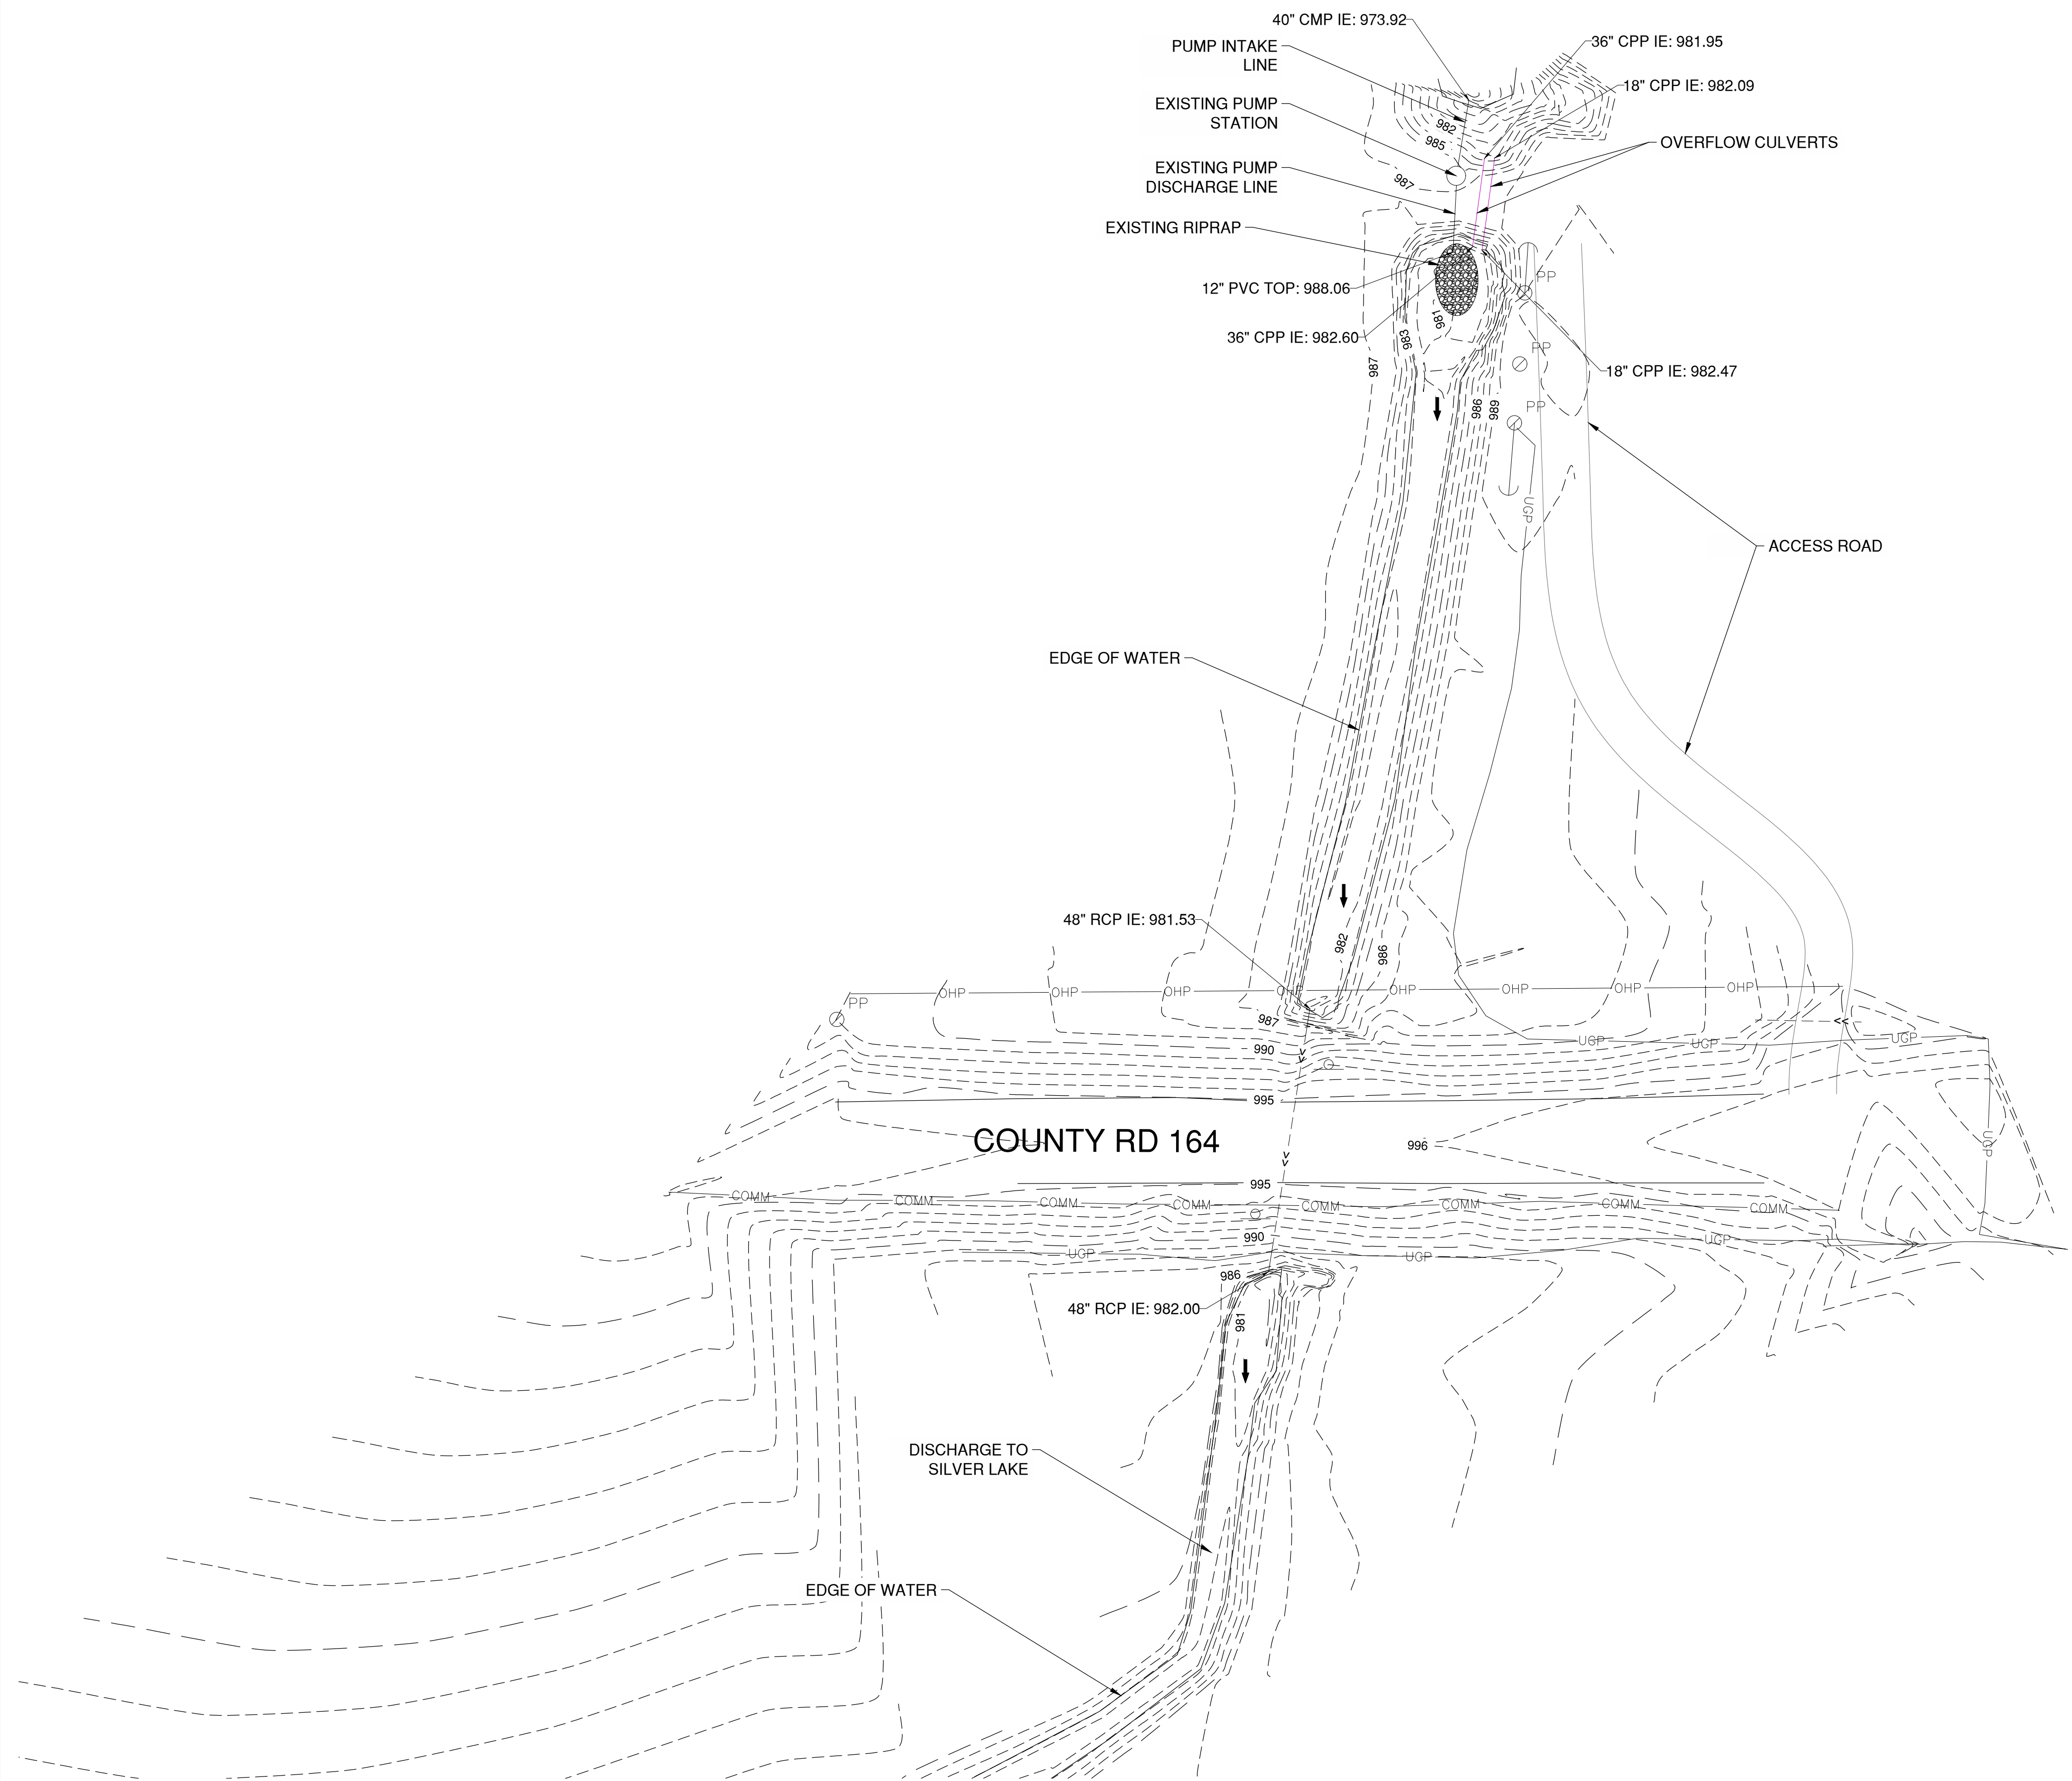 40" CMP IE: 973.92
36" CPP IE: 981.95
PUMP INTAKE
LINE
18" CPP IE: 982.09
EXISTING PUMP
STATION
982
985
OVERFLOW CULVERTS
EXISTING PUMP
DISCHARGE LINE
987
EXISTING RIPRAP
PP
12" PVC TOP: 988.06
981
983
36" CPP IE: 982.60
PP
987
18" CPP IE: 982.47
986
989
PP
UGP
ACCESS ROAD
EDGE OF WATER
48" RCP IE: 981.53
982
986
PP
OHP
OHP
OHP
OHP
OHP
OHP
OHP
OHP
987
<<
990
UGP
UGP
UGP
995
COUNTY RD 164
996
UGP
995
COMM
COMM
COMM
COMM
COMM
COMM
COMM
COMM
990
UGP
UGP
UGP
986
48" RCP IE: 982.00
981
DISCHARGE TO
SILVER LAKE
EDGE OF WATER